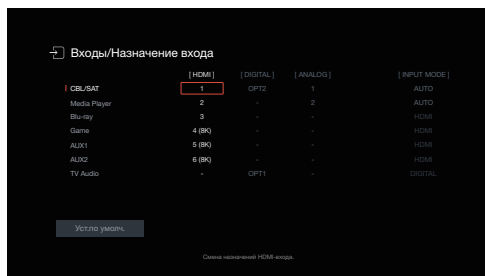 Входы/Назначение входа
[ HDMI ] [ DIGITAL ] [ ANALOG ] [ INPUT MODE ]
CBL/SAT 1 OPT2 1 AUTO
Media Player 2 - 2 AUTO
Blu-ray 3 - - HDMI
Game 4 (8K) - - HDMI
AUX1 5 (8K) - - HDMI
AUX2 6 (8K) - - HDMI
TV Audio - OPT1 - DIGITAL
Уст.по умолч.
Смена назначений HDMI-входа.